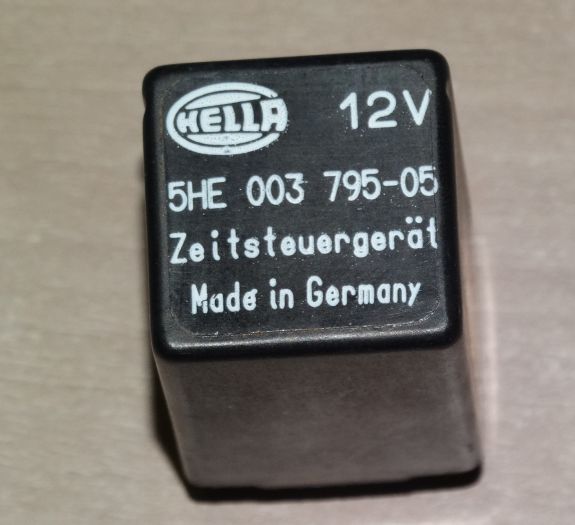 HELLA 12V
5HE 003 795-05
Zeitsteuergerät
Made in Germany